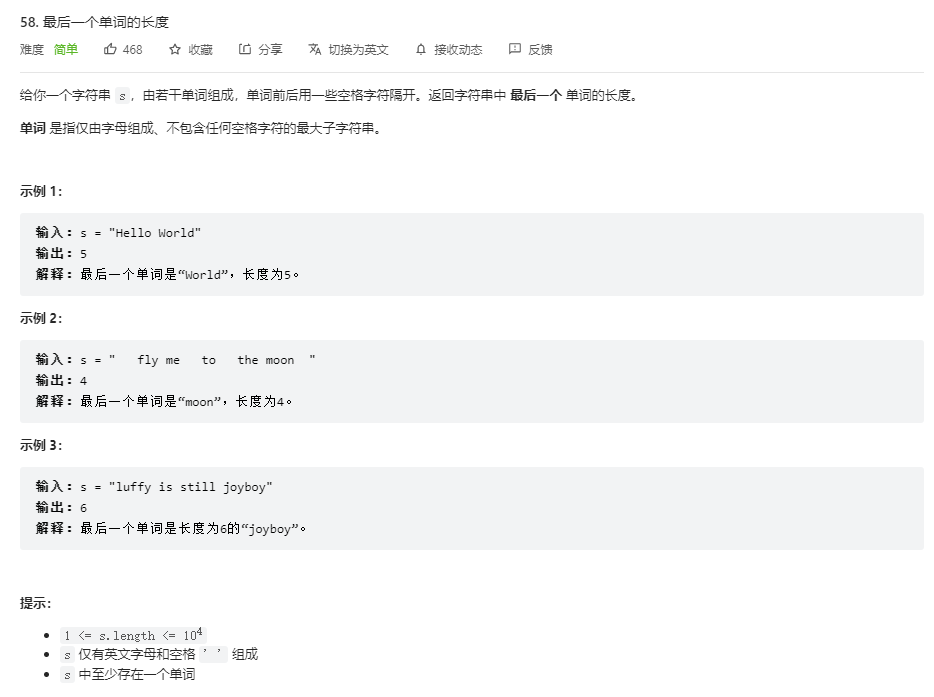 58. 最后一个单词的长度
难度 简单 468 收藏 分享 切换为英文 接收动态 反馈
给你一个字符串 s，由若干单词组成，单词前后用一些空格字符隔开。返回字符串中 最后一个 单词的长度。
单词 是指仅由字母组成、不包含任何空格字符的最大子字符串。
示例 1：
输入：s = "Hello World"
输出：5
解释：最后一个单词是“World”，长度为5。
示例 2：
输入：s = "   fly me   to   the moon  "
输出：4
解释：最后一个单词是“moon”，长度为4。
示例 3：
输入：s = "luffy is still joyboy"
输出：6
解释：最后一个单词是长度为6的“joyboy”。
提示：
• 1 <= s.length <= 10⁴
• s 仅有英文字母和空格 ' ' 组成
• s 中至少存在一个单词